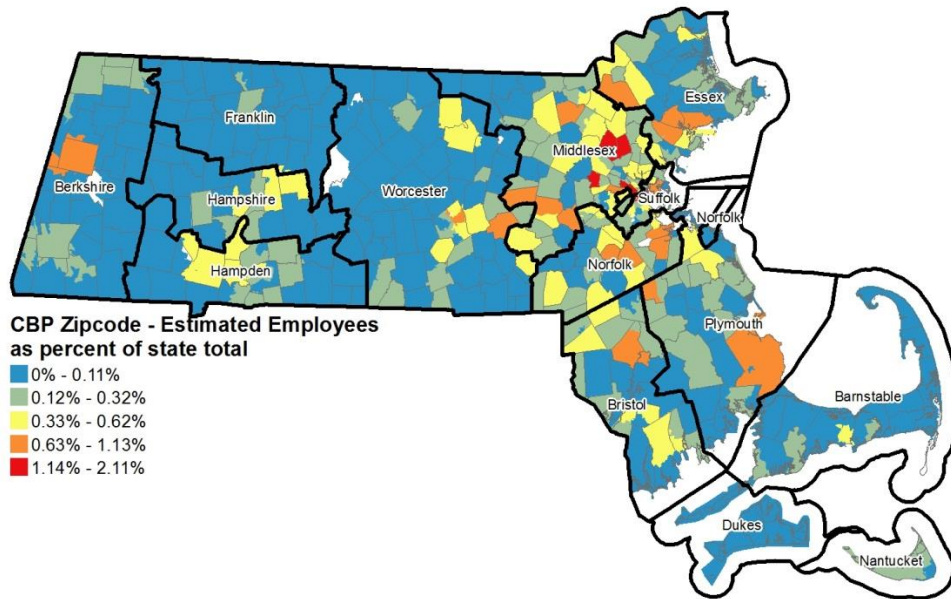 Essex
Franklin
Middlesex
Berkshire
Hampshire
Worcester
Suffolk
Norfolk
Hampden
Norfolk
CBP Zipcode - Estimated Employees
as percent of state total
0% - 0.11%
0.12% - 0.32%
0.33% - 0.62%
0.63% - 1.13%
1.14% - 2.11%
Plymouth
Barnstable
Bristol
Dukes
Nantucket